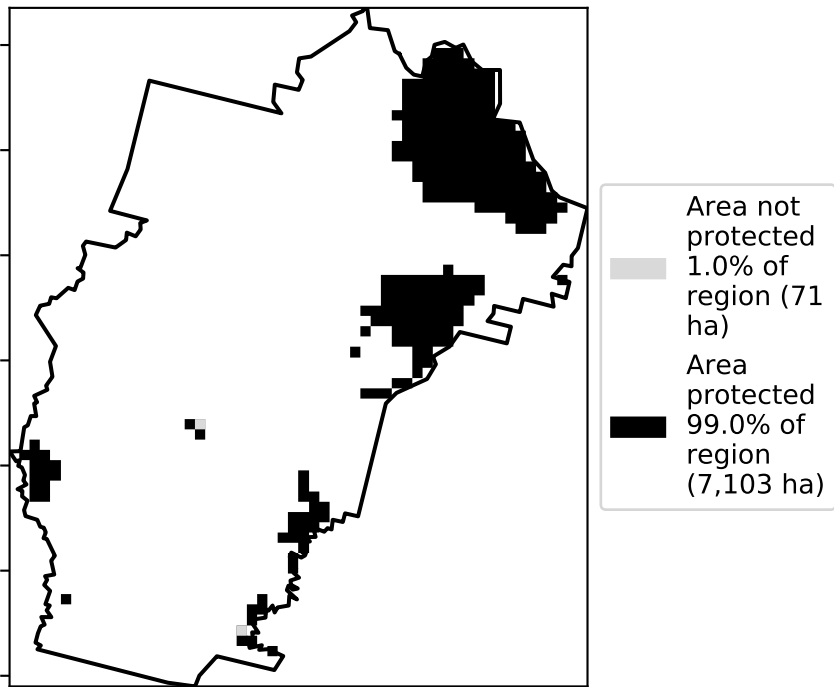 Area not
protected
1.0% of
region (71
ha)
Area
protected
99.0% of
region
(7,103 ha)